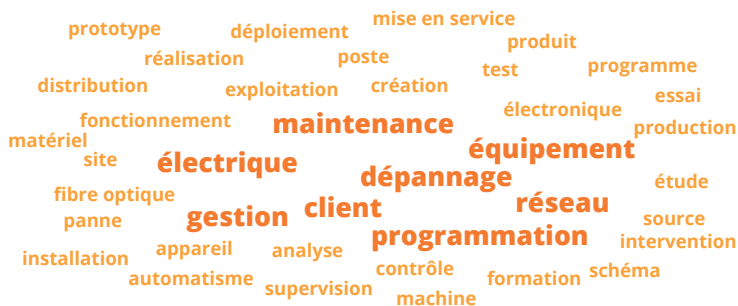 mise en service
prototype
déploiement
produit
réalisation
poste
test
programme
distribution
exploitation
création
essai
électronique
fonctionnement
maintenance
production
matériel
équipement
site
électrique
dépannage
étude
fibre optique
réseau
client
gestion
panne
source
programmation
intervention
appareil
analyse
installation
contrôle
schéma
automatisme
formation
supervision
machine